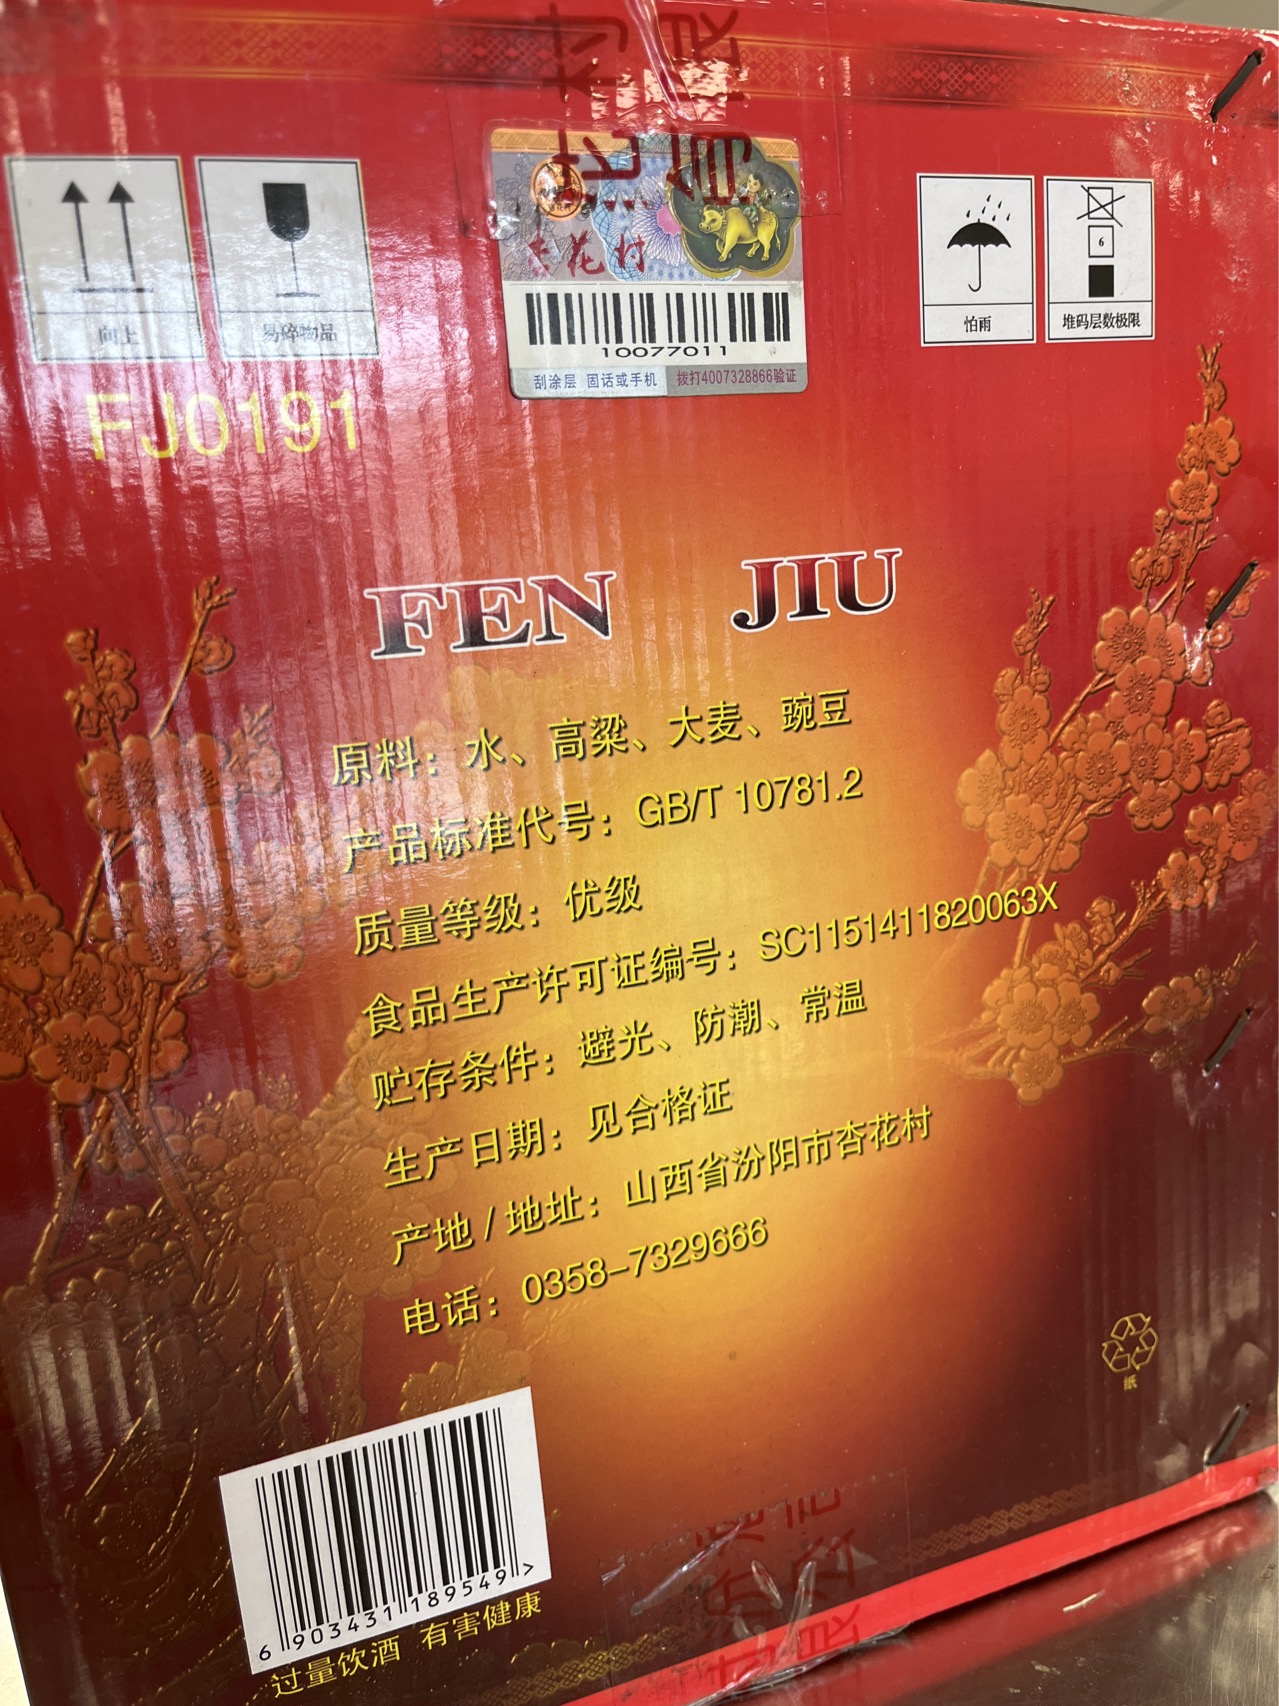 向上
易碎物品
杏花村
10077011
刮涂层 固话或手机 拨打4007328866验证
怕雨
6
堆码层数极限
FJ0191
FEN JIU
原料：水、高粱、大麦、豌豆
产品标准代号：GB/T 10781.2
质量等级：优级
食品生产许可证编号：SC1151411820063X
贮存条件：避光、防潮、常温
生产日期：见合格证
产地 / 地址：山西省汾阳市杏花村
电话：0358-7329666
纸
6 903431 189549 >
过量饮酒 有害健康